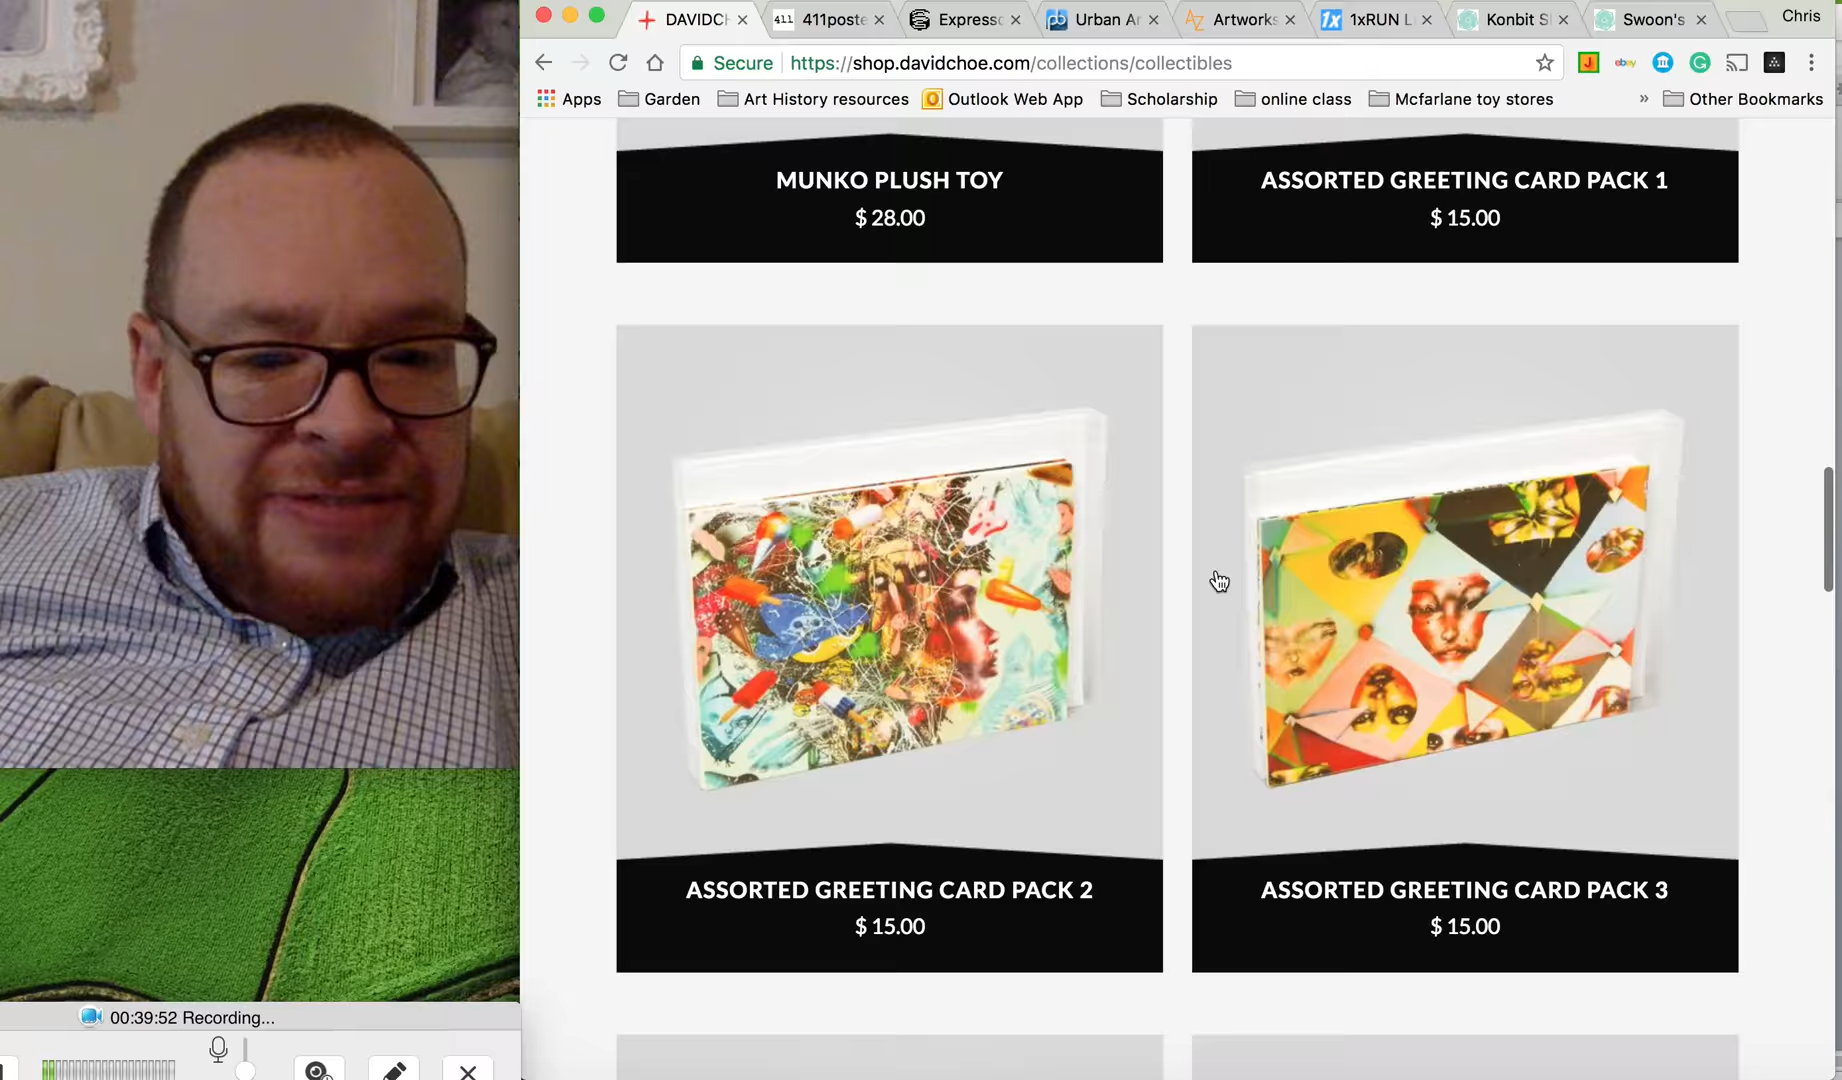 DAVIDCH
411poste
Expresso
Urban Ar
Artworks
1xRUN L
Konbit S
Swoon's
Chris
Secure
https://shop.davidchoe.com/collections/collectibles
Apps
Garden
Art History resources
Outlook Web App
Scholarship
online class
Mcfarlane toy stores
»
Other Bookmarks
MUNKO PLUSH TOY
$ 28.00
ASSORTED GREETING CARD PACK 1
$ 15.00
ASSORTED GREETING CARD PACK 2
$ 15.00
ASSORTED GREETING CARD PACK 3
$ 15.00
00:39:52 Recording...